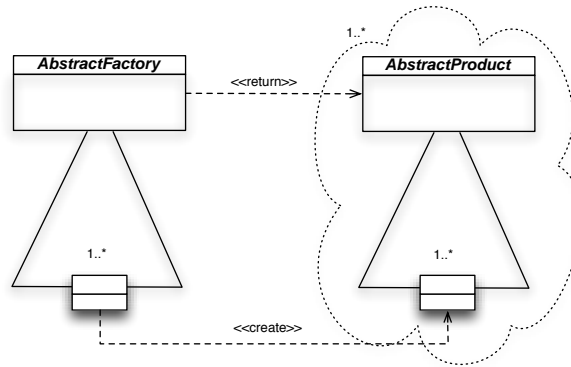 1..*
AbstractFactory
AbstractProduct
<<return>>
1..*
1..*
<<create>>